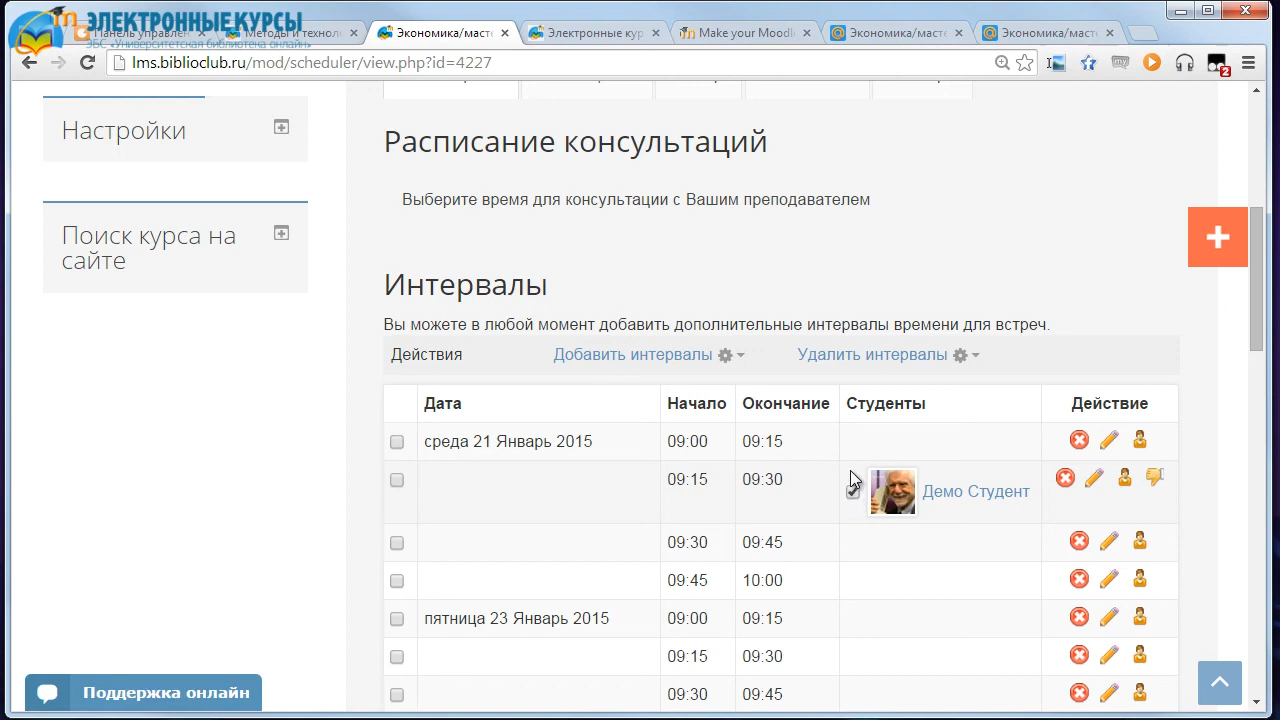 ЭЛЕКТРОННЫЕ КУРСЫ
ЭБС «Университетская библиотека онлайн»
Панель управлен
Методы и технол
Экономика/масте
Электронные кур
Make your Mood
Экономика/маст
Экономика/маст
lms.biblioclub.ru/mod/scheduler/view.php?id=4227
2
Настройки
Поиск курса на
сайте
Расписание консультаций
Выберите время для консультации с Вашим преподавателем
Интервалы
Вы можете в любой момент добавить дополнительные интервалы времени для встреч.
Действия Добавить интервалы Удалить интервалы
Дата Начало Окончание Студенты Действие
среда 21 Январь 2015 09:00 09:15
09:15 09:30 Демо Студент
09:30 09:45
09:45 10:00
пятница 23 Январь 2015 09:00 09:15
09:15 09:30
09:30 09:45
Поддержка онлайн